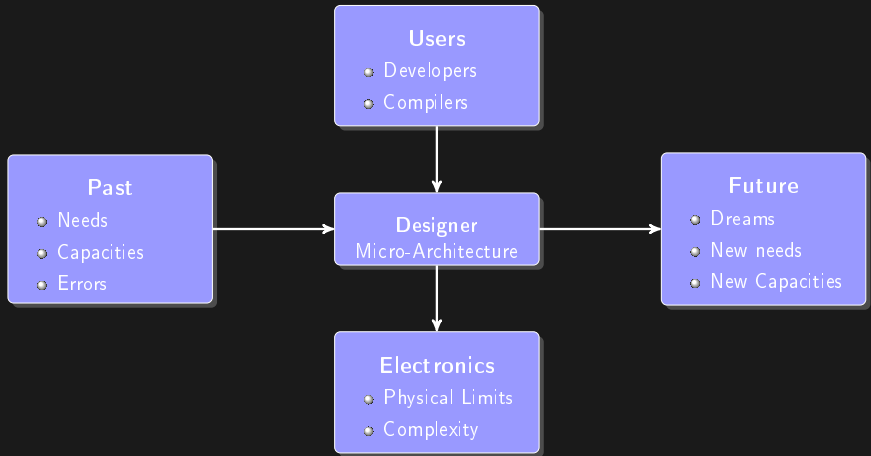 Users
Developers
Compilers
Past
Needs
Capacities
Errors
Designer
Micro-Architecture
Future
Dreams
New needs
New Capacities
Electronics
Physical Limits
Complexity